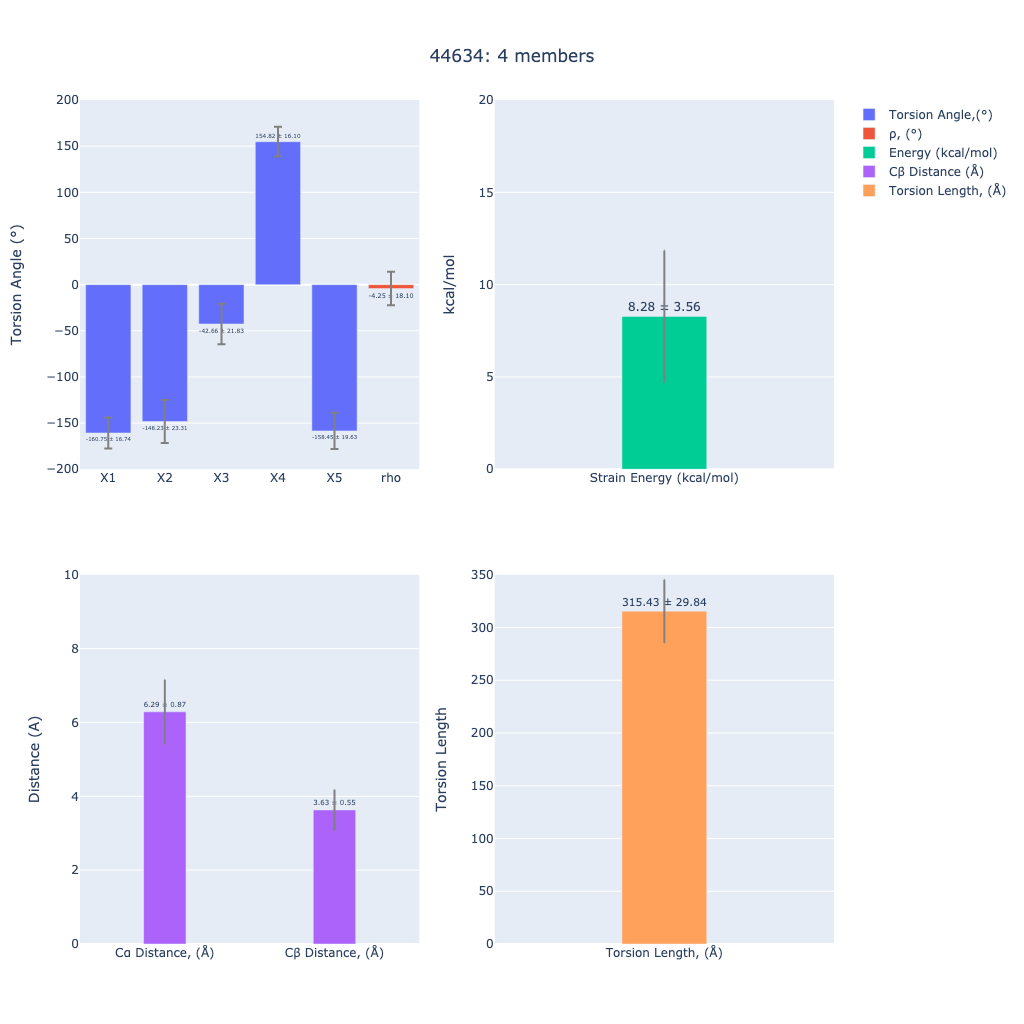 44634: 4 members
Torsion Angle (°)
200
150
100
50
0
−50
−100
−150
−200
-160.75 ± 16.74
-148.23 ± 23.31
-42.66 ± 21.83
154.82 ± 16.10
-158.45 ± 19.63
-4.25 ± 18.10
X1 X2 X3 X4 X5 rho
kcal/mol
20
15
10
5
0
8.28 ± 3.56
Strain Energy (kcal/mol)
Torsion Angle,(°)
ρ, (°)
Energy (kcal/mol)
Cβ Distance (Å)
Torsion Length, (Å)
Distance (A)
10
8
6
4
2
0
6.29 ± 0.87
3.63 ± 0.55
Cα Distance, (Å) Cβ Distance, (Å)
Torsion Length
350
300
250
200
150
100
50
0
315.43 ± 29.84
Torsion Length, (Å)